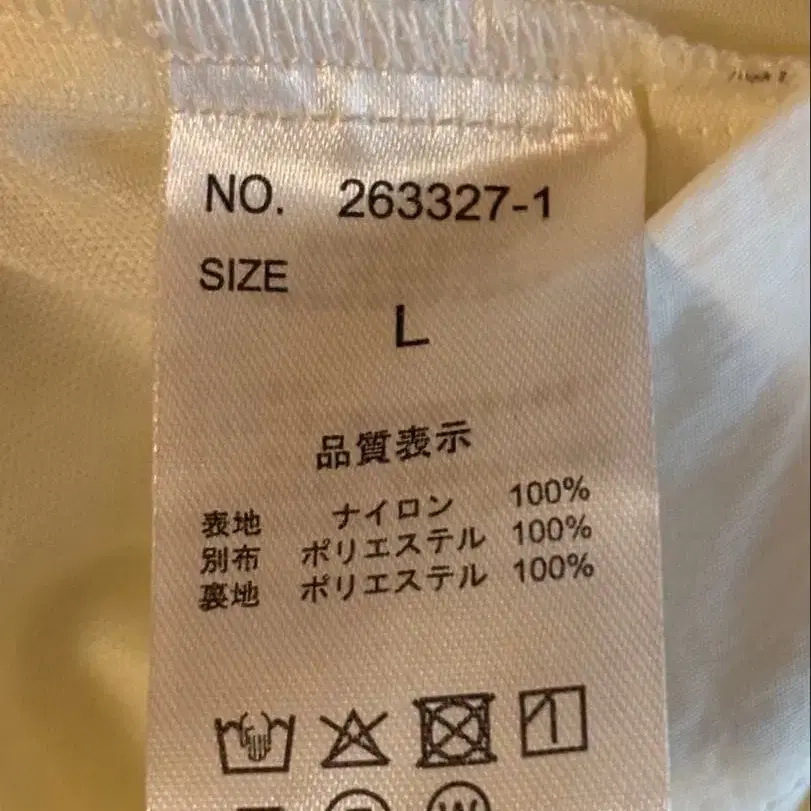 NO. 263327-1
SIZE
L
品質表示
表地 ナイロン 100%
別布 ポリエステル 100%
裏地 ポリエステル 100%
W